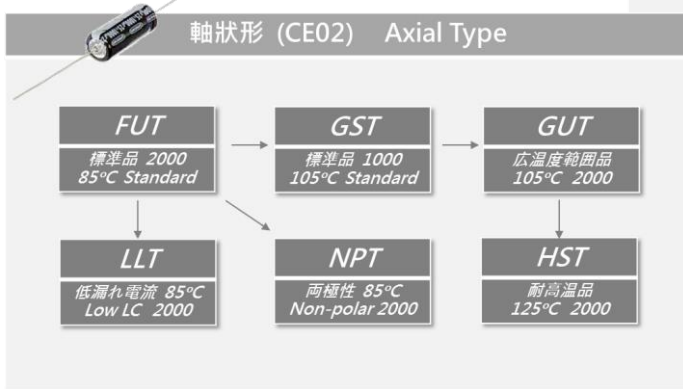 軸狀形 (CE02) Axial Type
FUT
標準品 2000
85°C Standard
GST
標準品 1000
105°C Standard
GUT
広温度範囲品
105°C 2000
LLT
低漏れ電流 85°C
Low LC 2000
NPT
両極性 85°C
Non-polar 2000
HST
耐高温品
125°C 2000